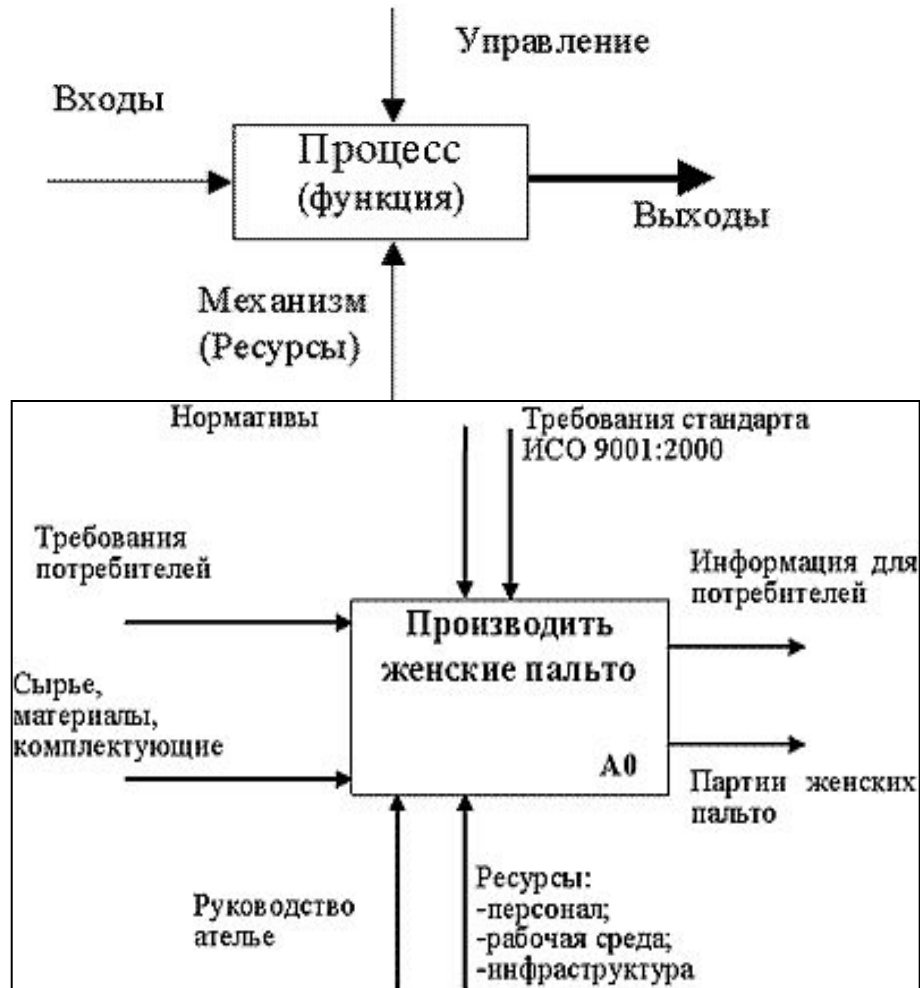 Управление
Входы
Процесс
(функция)
Выходы
Механизм
(Ресурсы)
Нормативы
Требования стандарта
ИСО 9001:2000
Требования
потребителей
Информация для
потребителей
Производить
женские пальто
Сырье,
материалы,
комплектующие
А0
Партии женских
пальто
Руководство
ателье
Ресурсы:
-персонал;
-рабочая среда;
-инфраструктура